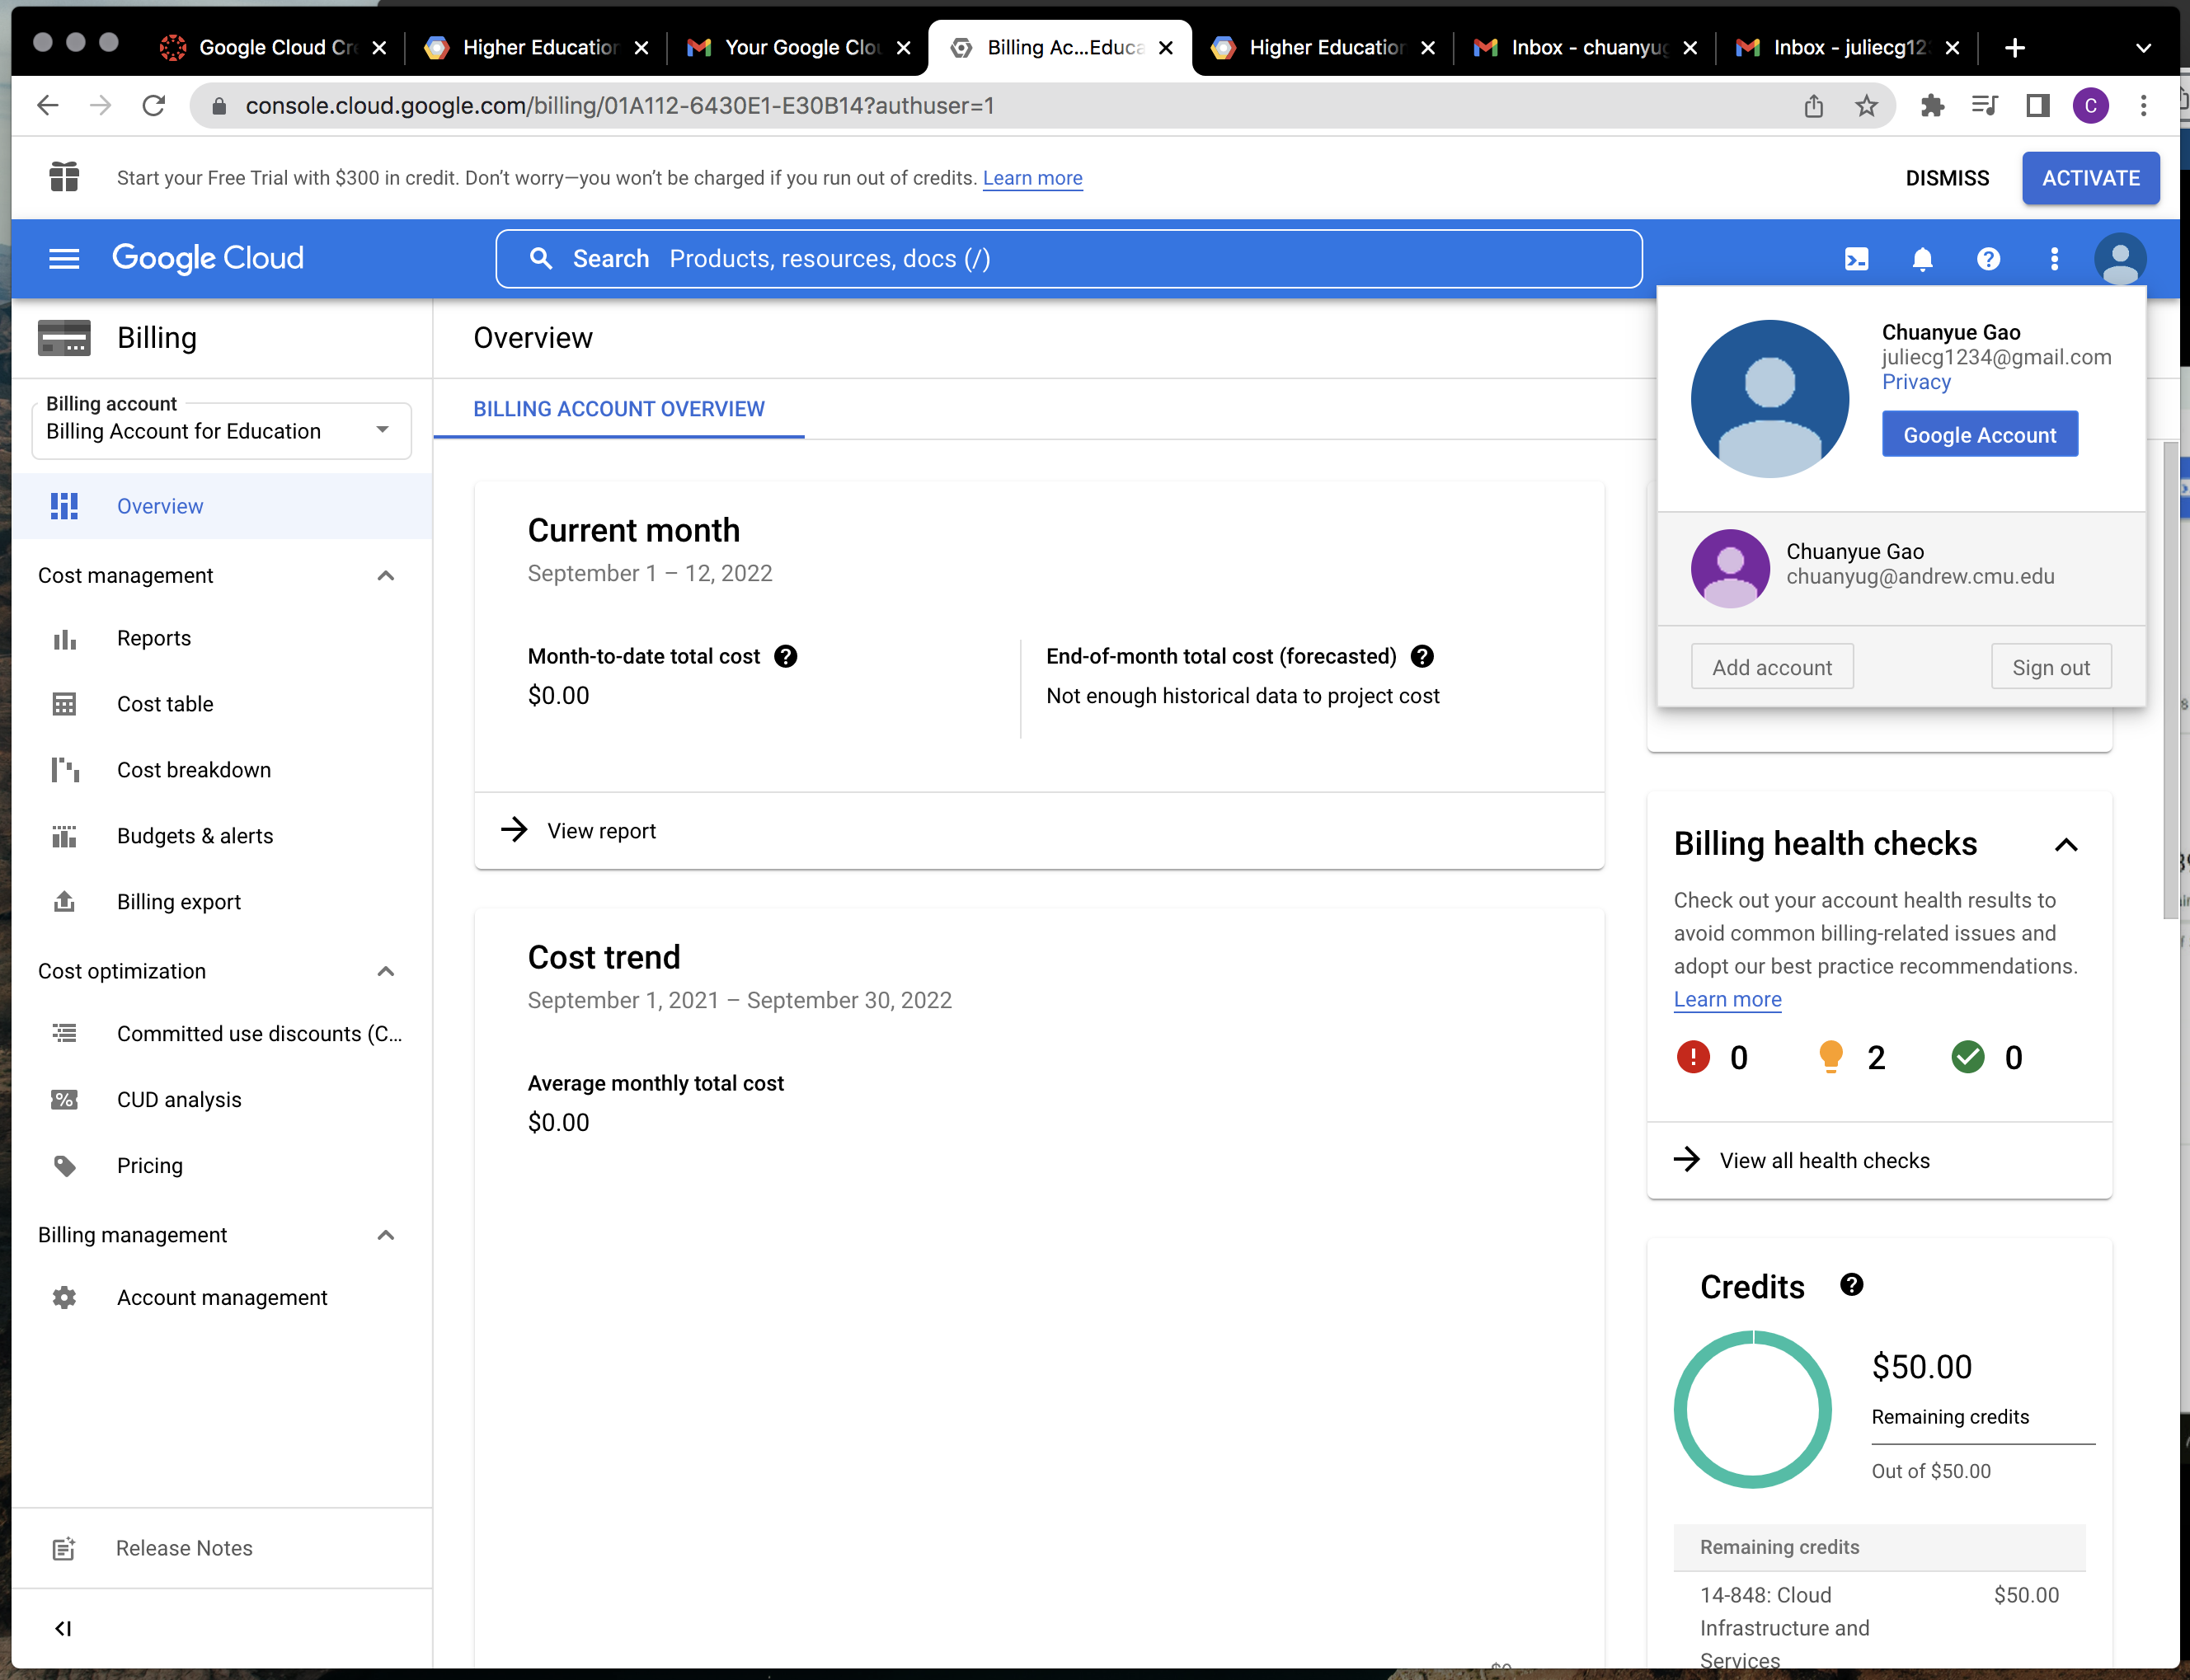 Google Cloud Cre
Higher Education
Your Google Clou
Billing Ac...Educa
Higher Education
Inbox - chuanyug
Inbox - juliecg123
console.cloud.google.com/billing/01A112-6430E1-E30B14?authuser=1
C
Start your Free Trial with $300 in credit. Don't worry—you won't be charged if you run out of credits. Learn more
DISMISS
ACTIVATE
Google Cloud
Search Products, resources, docs (/)
Billing
Billing account
Billing Account for Education
Overview
Cost management
Reports
Cost table
Cost breakdown
Budgets & alerts
Billing export
Cost optimization
Committed use discounts (C...
CUD analysis
Pricing
Billing management
Account management
Release Notes
Overview
BILLING ACCOUNT OVERVIEW
Current month
September 1 – 12, 2022
Month-to-date total cost
$0.00
End-of-month total cost (forecasted)
Not enough historical data to project cost
View report
Cost trend
September 1, 2021 – September 30, 2022
Average monthly total cost
$0.00
Chuanyue Gao
juliecg1234@gmail.com
Privacy
Google Account
Chuanyue Gao
chuanyug@andrew.cmu.edu
Add account
Sign out
Billing health checks
Check out your account health results to
avoid common billing-related issues and
adopt our best practice recommendations.
Learn more
0 2 0
View all health checks
Credits
$50.00
Remaining credits
Out of $50.00
Remaining credits
14-848: Cloud $50.00
Infrastructure and
Services